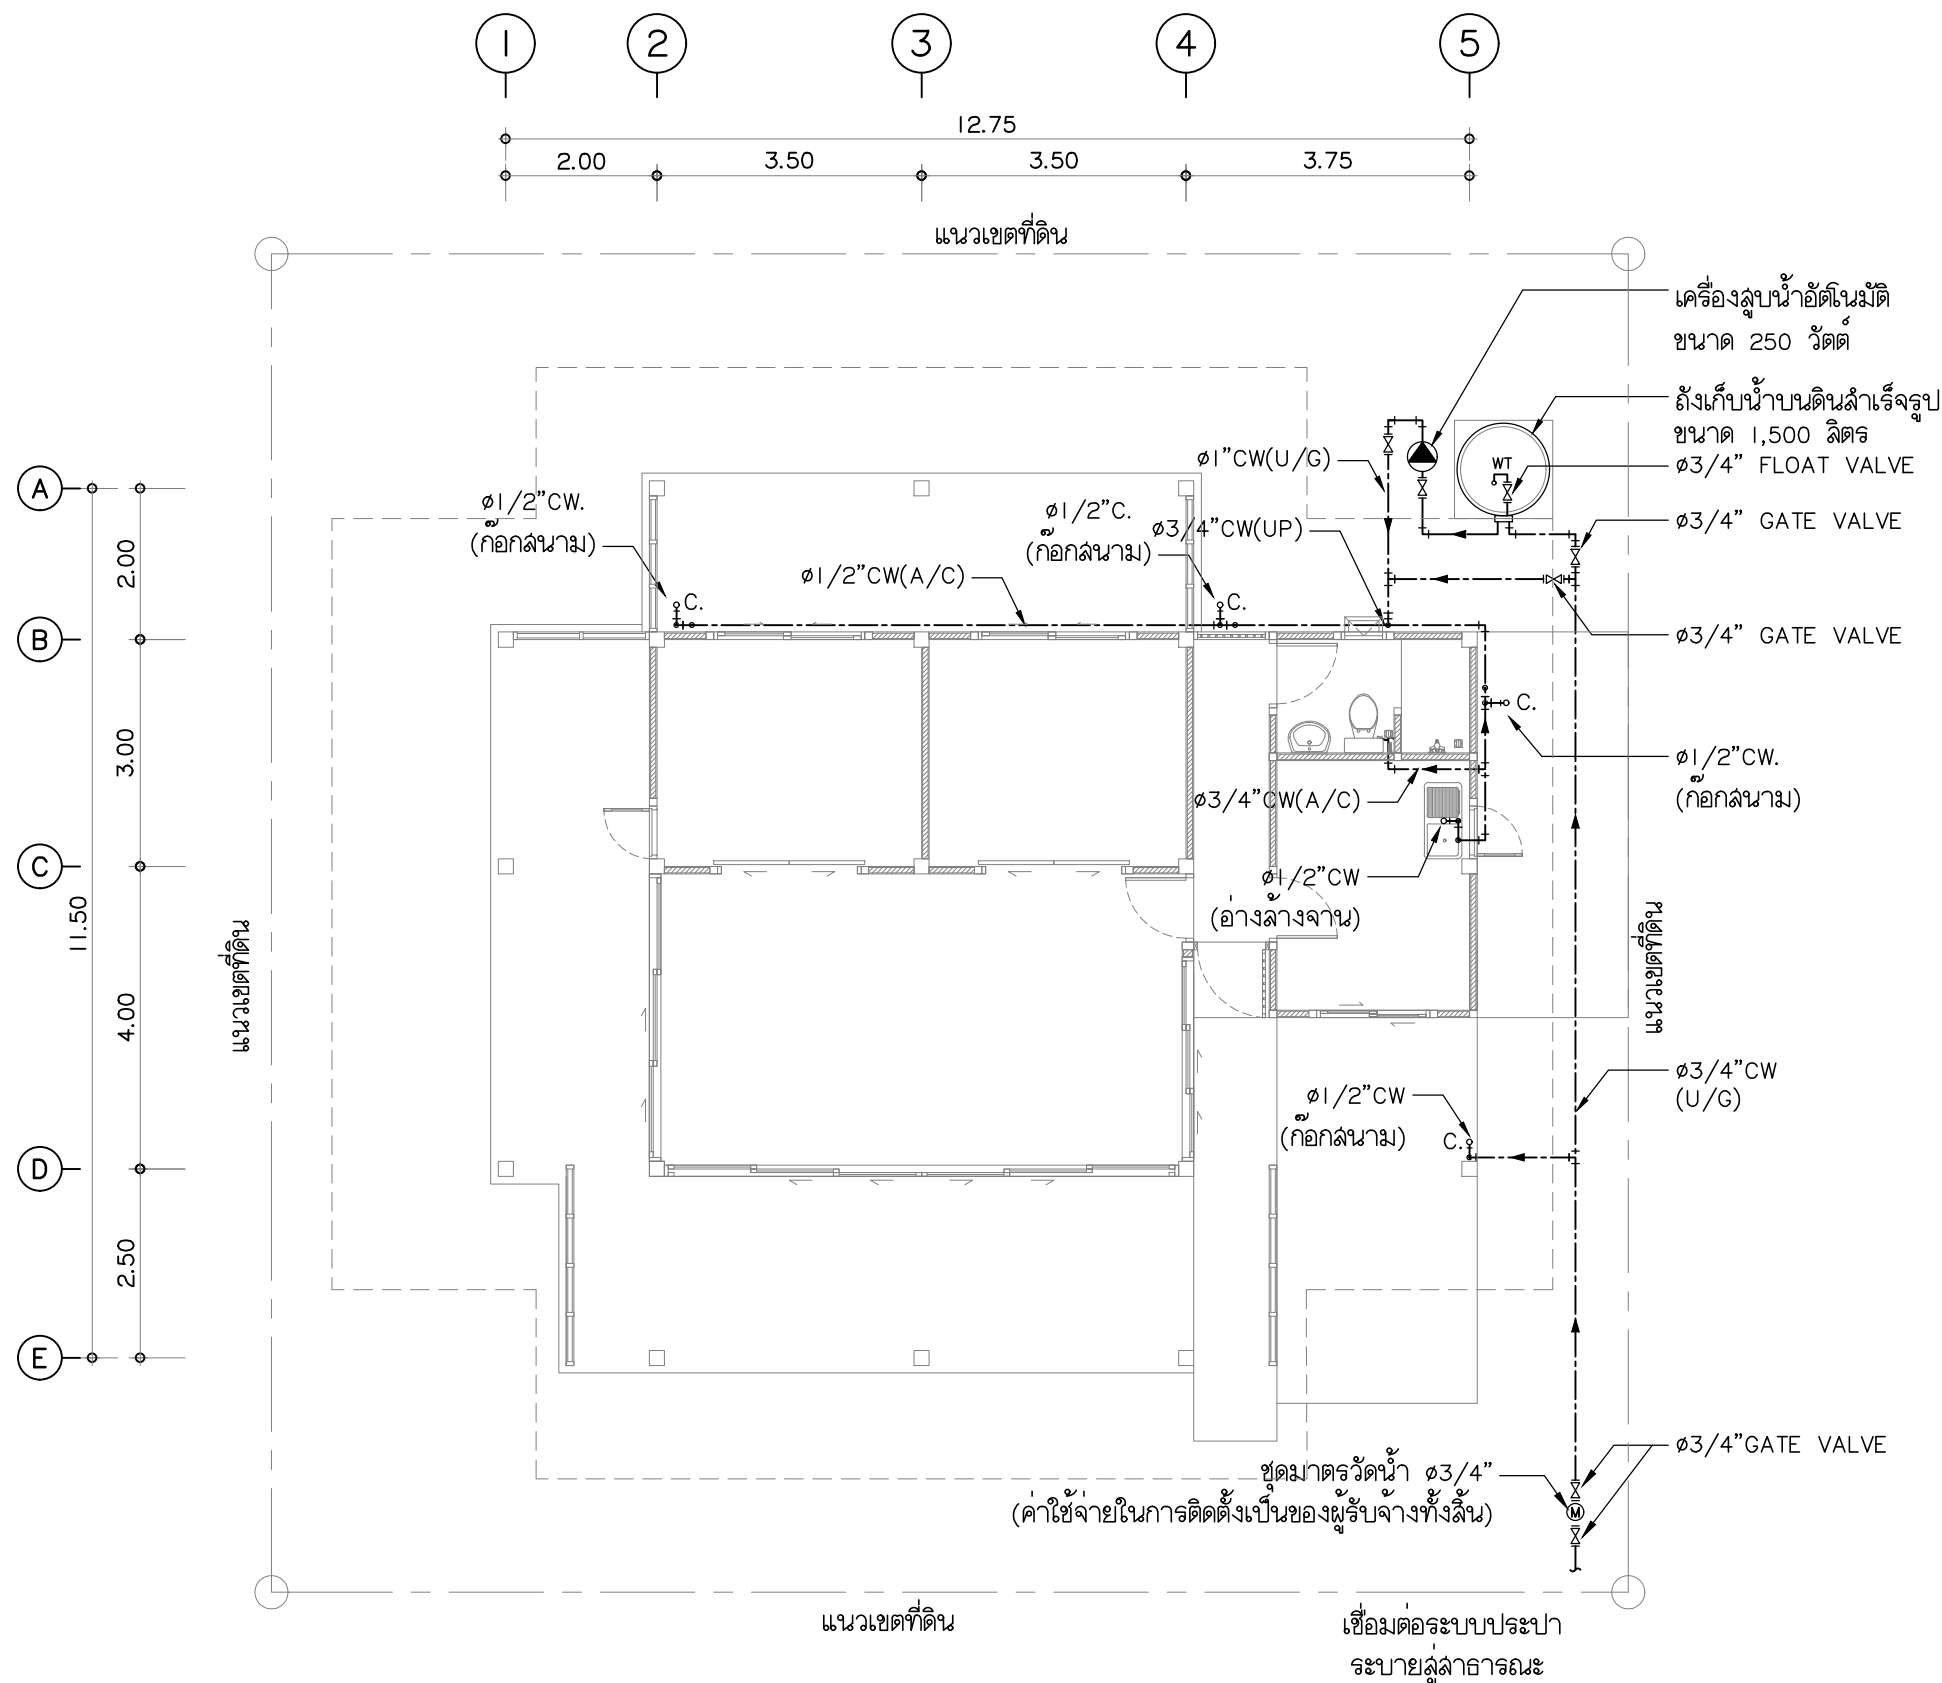 1 2 3 4 5
12.75
2.00 3.50 3.50 3.75
แนวเขตที่ดิน
เครื่องสูบน้ำอัตโนมัติ
ขนาด 250 วัตต์
ถังเก็บน้ำบนดินสำเร็จรูป
ขนาด 1,500 ลิตร
ø3/4" FLOAT VALVE
WT
ø1"CW(U/G)
A
ø1/2"CW.
(ก๊อกสนาม)
ø1/2"C.
(ก๊อกสนาม)
ø3/4"CW(UP)
ø3/4" GATE VALVE
2.00
ø1/2"CW(A/C)
C.
C.
B
ø3/4" GATE VALVE
3.00
C.
ø1/2"CW.
(ก๊อกสนาม)
ø3/4"CW(A/C)
C
ø1/2"CW
(อ่างล้างจาน)
11.50
แนวเขตที่ดิน
แนวเขตที่ดิน
4.00
ø3/4"CW
(U/G)
ø1/2"CW
(ก๊อกสนาม)
C.
D
2.50
E
ø3/4"GATE VALVE
ชุดมาตรวัดน้ำ ø3/4"
(ค่าใช้จ่ายในการติดตั้งเป็นของผู้รับจ้างทั้งสิ้น)
M
แนวเขตที่ดิน
เชื่อมต่อระบบประปา
ระบายสู่สาธารณะ